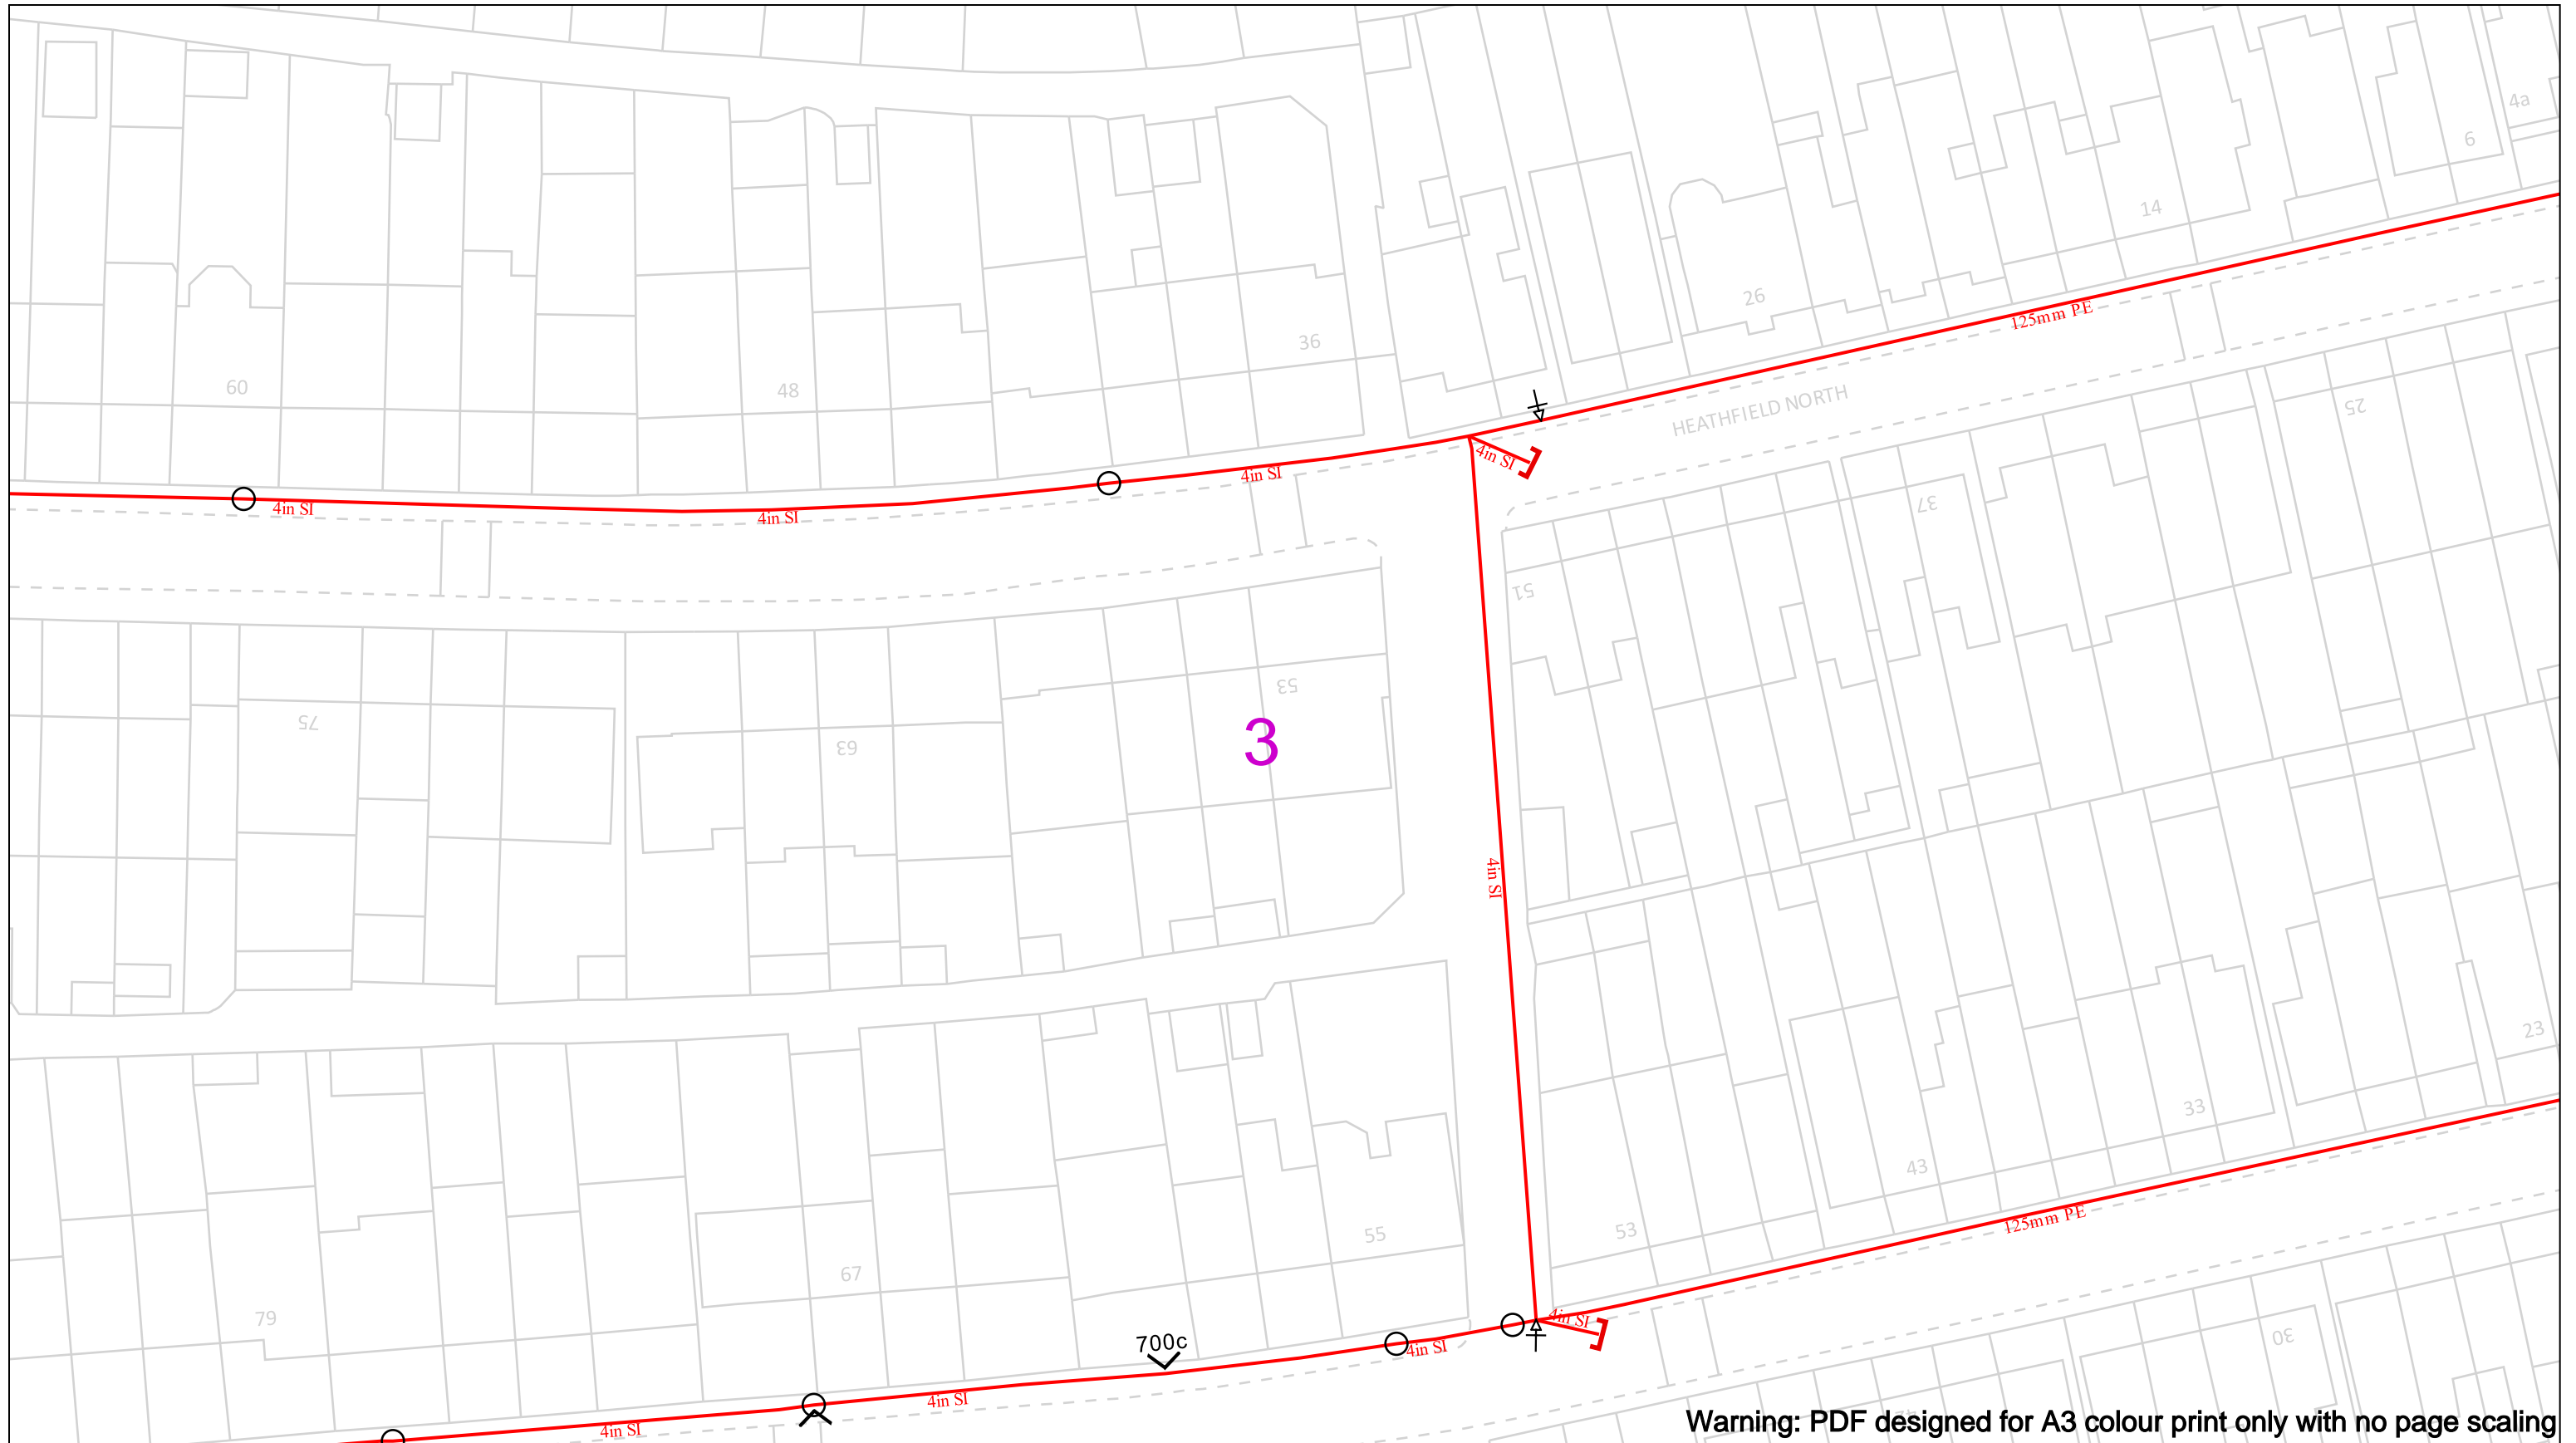 4a
6
14
26
36
125mm PE
60
48
HEATHFIELD NORTH
25
4in SI
4in SI
4in SI
4in SI
37
51
53
75
63
3
4in SI
23
33
43
125mm PE
53
55
67
79
4in SI
30
700c
4in SI
4in SI
4in SI
42
Warning: PDF designed for A3 colour print only with no page scaling